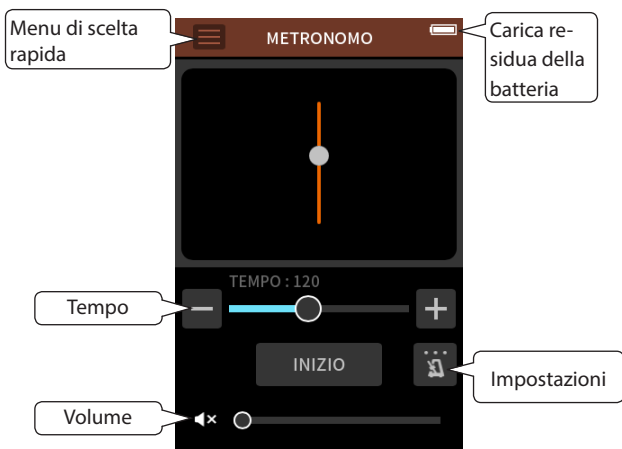 Menu di scelta
rapida
METRONOMO
Carica re-
sidua della
batteria
TEMPO : 120
Tempo
INIZIO
Impostazioni
Volume